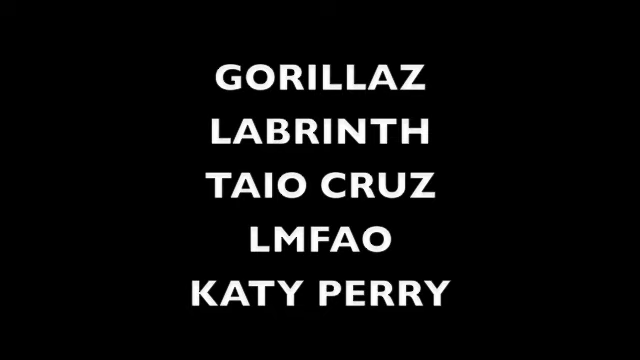 GORILLAZ
LABRINTH
TAIO CRUZ
LMFAO
KATY PERRY